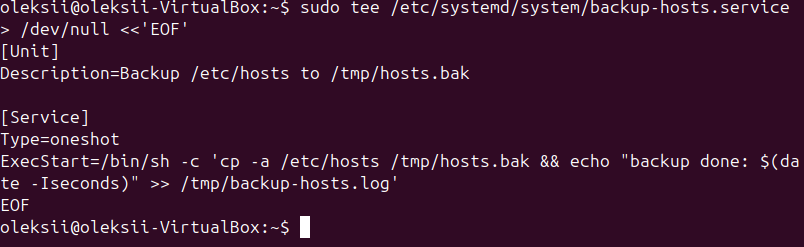 oleksii@oleksii-VirtualBox:~$ sudo tee /etc/systemd/system/backup-hosts.service
> /dev/null <<'EOF'
[Unit]
Description=Backup /etc/hosts to /tmp/hosts.bak

[Service]
Type=oneshot
ExecStart=/bin/sh -c 'cp -a /etc/hosts /tmp/hosts.bak && echo "backup done: $(da
te -Iseconds)" >> /tmp/backup-hosts.log'
EOF
oleksii@oleksii-VirtualBox:~$